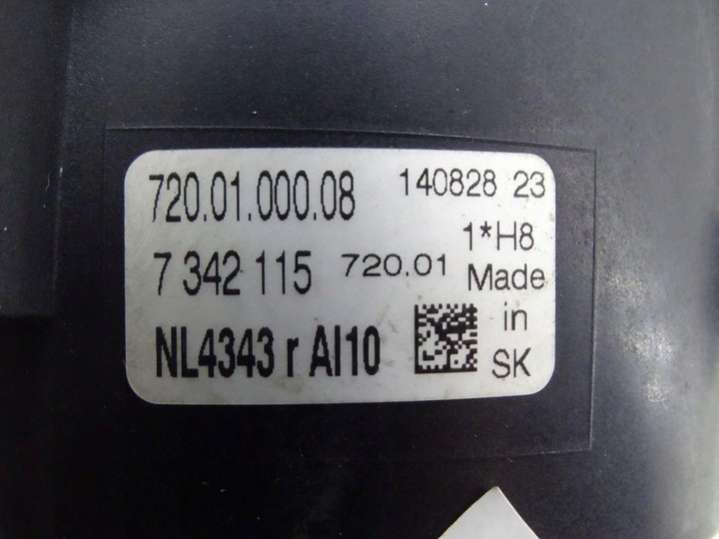 720.01.000.08 140828 23
1*H8
7 342 115 720.01 Made
in
NL4343 r AI10 SK